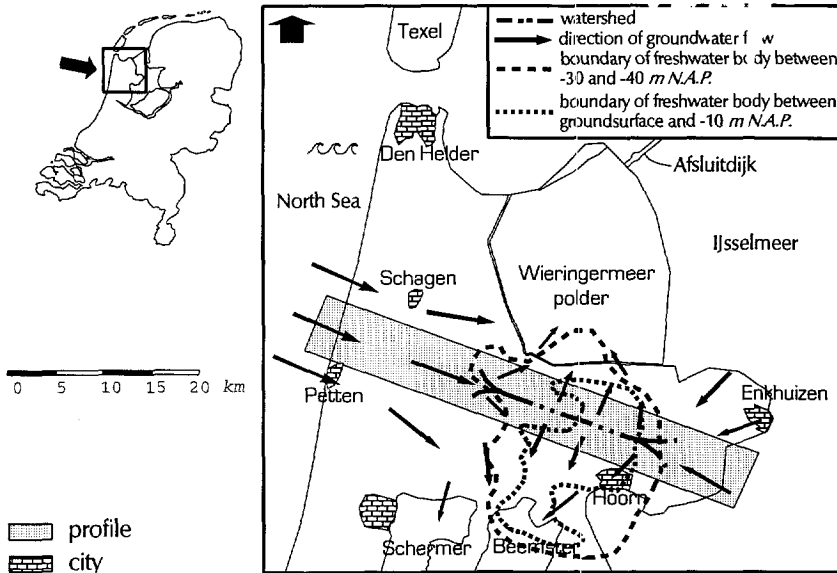 watershed
direction of groundwater flow
boundary of freshwater body between
-30 and -40 m N.A.P.
boundary of freshwater body between
groundsurface and -10 m N.A.P.
Texel
Den Helder
Afsluitdijk
North Sea
IJsselmeer
Schagen
Wieringermeer
polder
Petten
Enkhuizen
Hoorn
Schermer
Beemster
0 5 10 15 20 km
profile
city